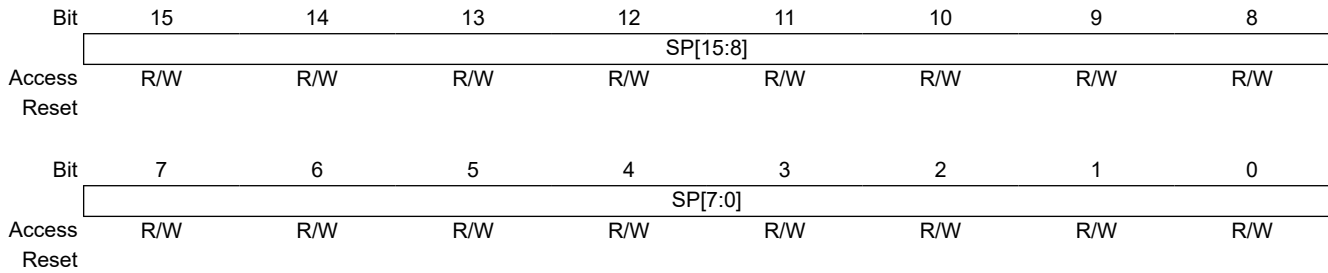 Bit 15 14 13 12 11 10 9 8
SP[15:8]
Access R/W R/W R/W R/W R/W R/W R/W R/W
Reset
Bit 7 6 5 4 3 2 1 0
SP[7:0]
Access R/W R/W R/W R/W R/W R/W R/W R/W
Reset